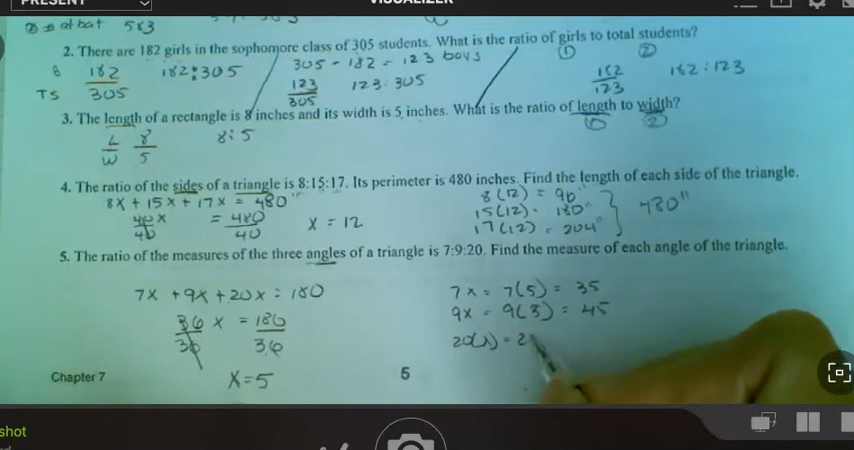 PRESENT
VISUALIZER
at bat 563
2. There are 182 girls in the sophomore class of 305 students. What is the ratio of girls to total students?
① ②
305 - 182 = 123 boys
G 182 182:305
TS 305
123 123:305
305
182 182:123
123
3. The length of a rectangle is 8 inches and its width is 5 inches. What is the ratio of length to width?
① ②
L 8 8:5
W 5
4. The ratio of the sides of a triangle is 8:15:17. Its perimeter is 480 inches. Find the length of each side of the triangle.
8x + 15x + 17x = 480"
40x = 480 x = 12
40 40
8(12) = 96"
15(12) = 180" 480"
17(12) = 204"
5. The ratio of the measures of the three angles of a triangle is 7:9:20. Find the measure of each angle of the triangle.
7x + 9x + 20x = 180
36x = 180
36 36
x = 5
7x = 7(5) = 35
9x = 9(5) = 45
Chapter 7
5
shot